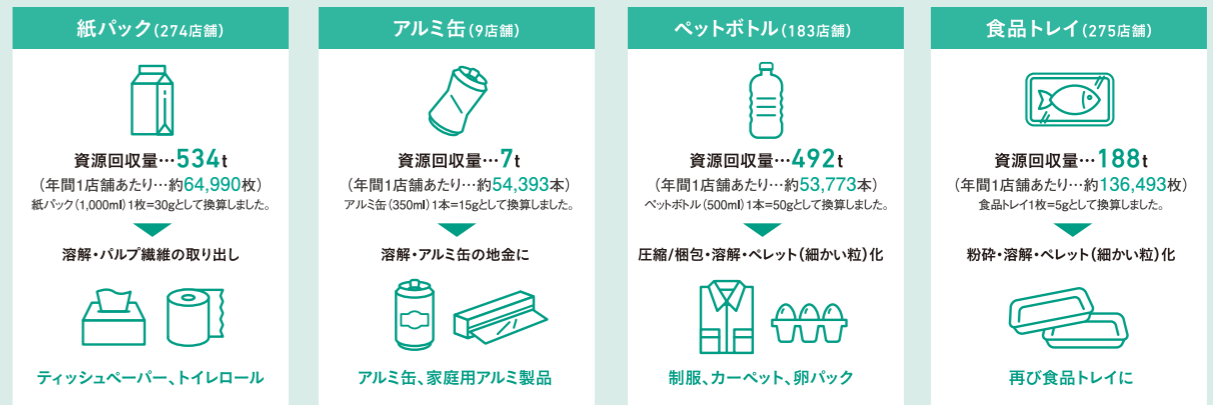 紙パック(274店舗)
資源回収量…534t
(年間1店舗あたり…約64,990枚)
紙パック(1,000ml)1枚=30gとして換算しました。
溶解・パルプ繊維の取り出し
ティッシュペーパー、トイレロール
アルミ缶(9店舗)
資源回収量…7t
(年間1店舗あたり…約54,393本)
アルミ缶(350ml)1本=15gとして換算しました。
溶解・アルミ缶の地金に
アルミ缶、家庭用アルミ製品
ペットボトル(183店舗)
資源回収量…492t
(年間1店舗あたり…約53,773本)
ペットボトル(500ml)1本=50gとして換算しました。
圧縮/梱包・溶解・ペレット(細かい粒)化
制服、カーペット、卵パック
食品トレイ(275店舗)
資源回収量…188t
(年間1店舗あたり…約136,493枚)
食品トレイ1枚=5gとして換算しました。
粉砕・溶解・ペレット(細かい粒)化
再び食品トレイに